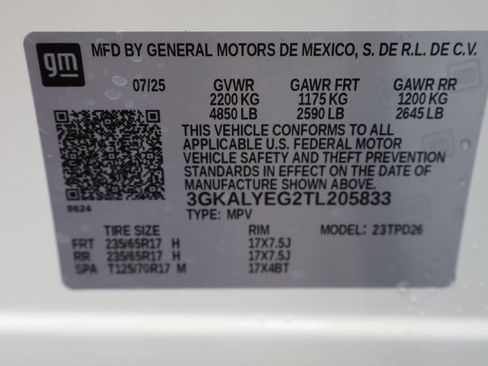 gm MFD BY GENERAL MOTORS DE MEXICO, S. DE R.L. DE C.V.
07/25 GVWR GAWR FRT GAWR RR
2200 KG 1175 KG 1200 KG
4850 LB 2590 LB 2645 LB
THIS VEHICLE CONFORMS TO ALL
APPLICABLE U.S. FEDERAL MOTOR
VEHICLE SAFETY AND THEFT PREVENTION
STANDARDS IN EFFECT ON THE DATE OF
MANUFACTURE SHOWN ABOVE.
3GKALYEG2TL205833
8624 TYPE: MPV MODEL: 23TPD26
TIRE SIZE RIM
FRT 235/65R17 H 17X7.5J
RR 235/65R17 H 17X7.5J
SPA T125/70R17 M 17X4BT